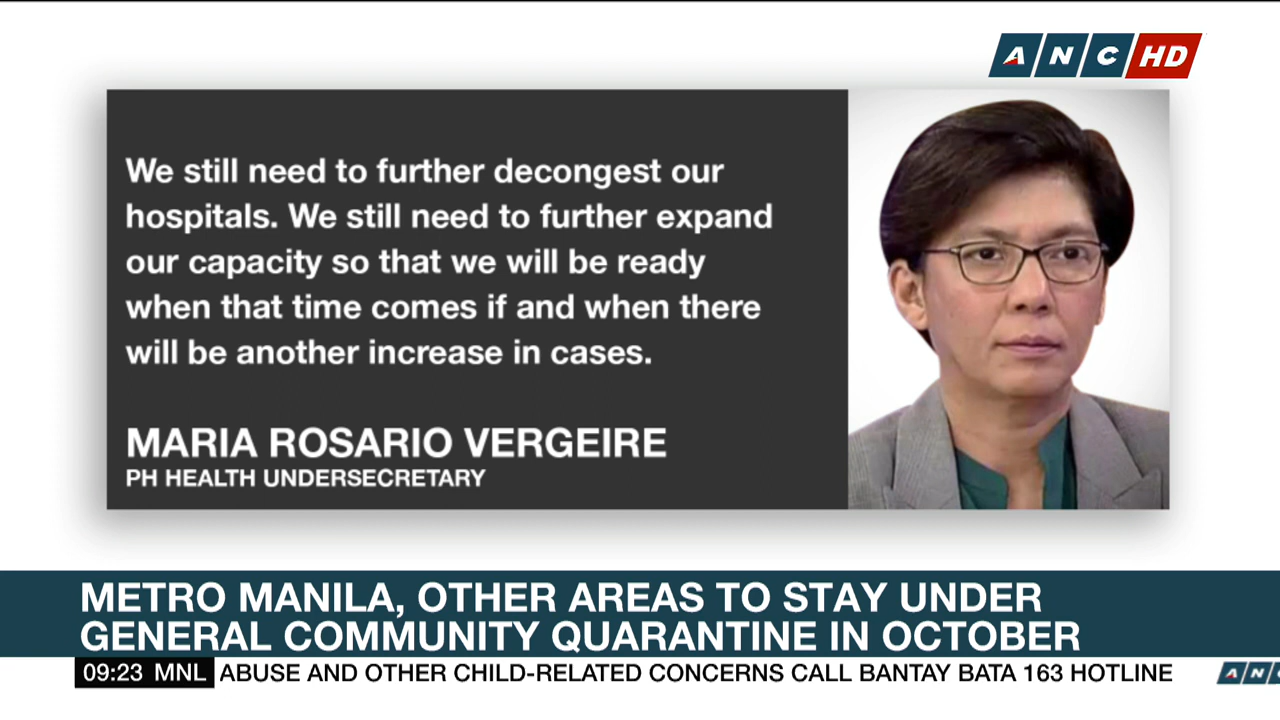 ANC HD
We still need to further decongest our
hospitals. We still need to further expand
our capacity so that we will be ready
when that time comes if and when there
will be another increase in cases.
MARIA ROSARIO VERGEIRE
PH HEALTH UNDERSECRETARY
METRO MANILA, OTHER AREAS TO STAY UNDER
GENERAL COMMUNITY QUARANTINE IN OCTOBER
09:23 MNL ABUSE AND OTHER CHILD-RELATED CONCERNS CALL BANTAY BATA 163 HOTLINE ANC